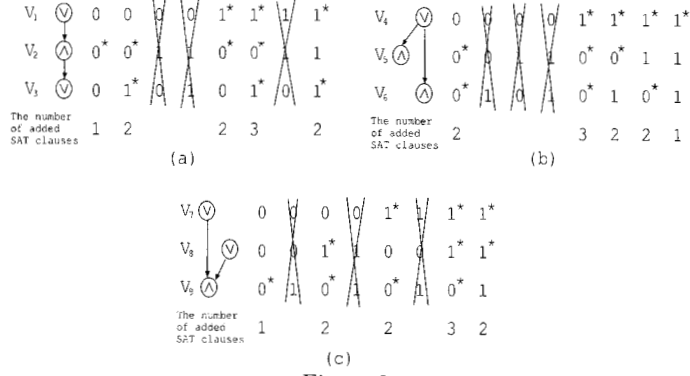 V₁ ∨ 0 0 0 0 1* 1* 1 1*
V₂ ∧ 0* 0* 1 1 0* 0* 1 1
V₃ ∨ 0 1* 0 1 0 1* 0 1*
The number
of added
SAT clauses
1 2 2 3 2
(a)
V₄ ∨ 0 0 0 0 1* 1* 1* 1*
V₅ ∧ 0* 0 1 1 0* 0* 1 1
V₆ ∧ 0* 1 0 1 0* 1 0* 1
The number
of added
SAT clauses
2 3 2 2 1
(b)
V₇ ∨ 0 0 0 0 1* 1 1* 1*
V₈ ∨ 0 0 1* 1 0 0 1* 1*
V₉ ∧ 0* 1 0* 1 0* 1 0* 1
The number
of added
SAT clauses
1 2 2 3 2
(c)